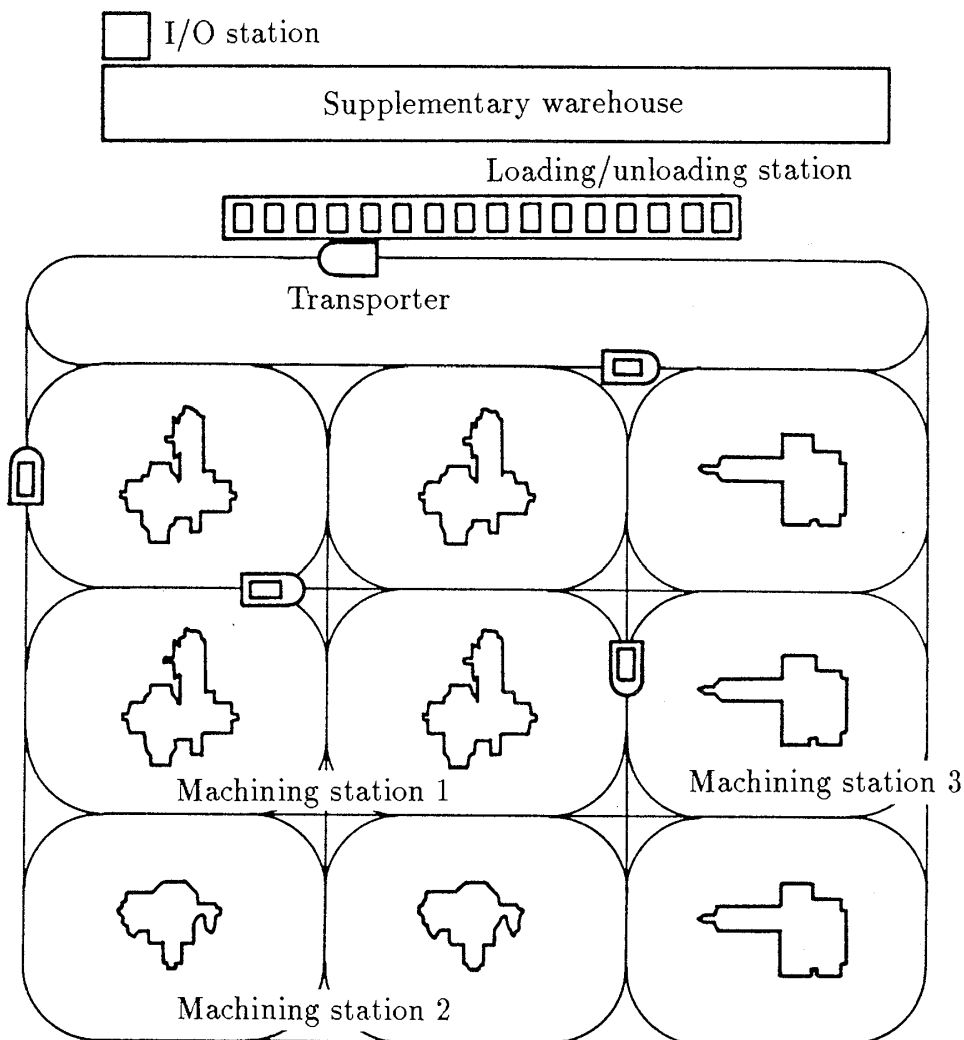 I/O station
Supplementary warehouse
Loading/unloading station
Transporter
Machining station 1
Machining station 3
Machining station 2